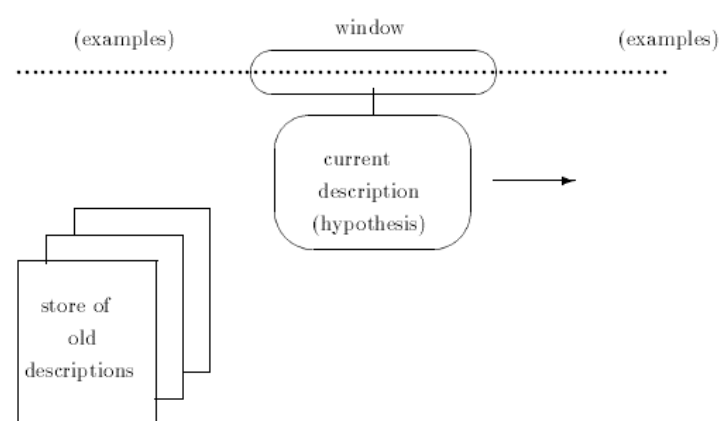 window
(examples)
(examples)
current
description
(hypothesis)
store of
old
descriptions